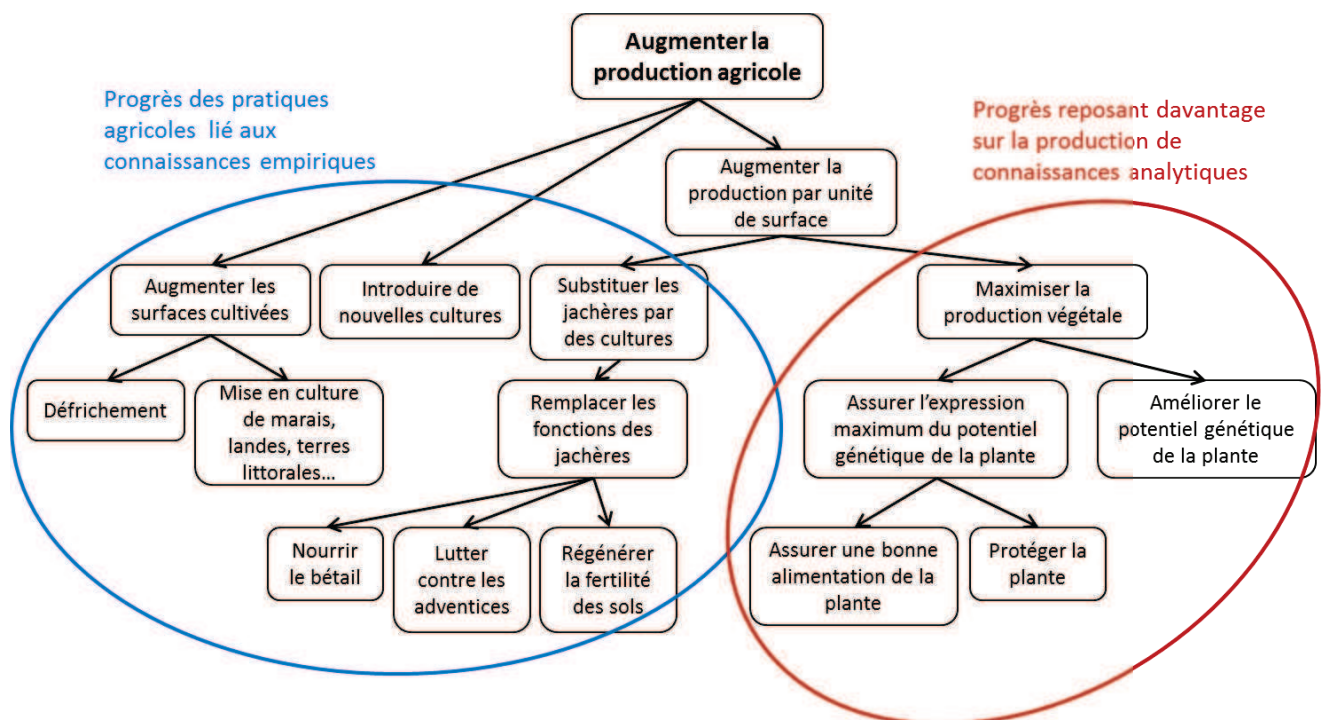 Augmenter la
production agricole
Progrès des pratiques
agricoles lié aux
connaissances empiriques
Progrès reposant davantage
sur la production de
connaissances analytiques
Augmenter la
production par unité
de surface
Augmenter les
surfaces cultivées
Introduire de
nouvelles cultures
Substituer les
jachères par
des cultures
Maximiser la
production végétale
Défrichement
Mise en culture
de marais,
landes, terres
littorales…
Remplacer les
fonctions des
jachères
Assurer l’expression
maximum du potentiel
génétique de la plante
Améliorer le
potentiel génétique
de la plante
Nourrir
le bétail
Lutter
contre les
adventices
Régénérer
la fertilité
des sols
Assurer une bonne
alimentation de la
plante
Protéger la
plante